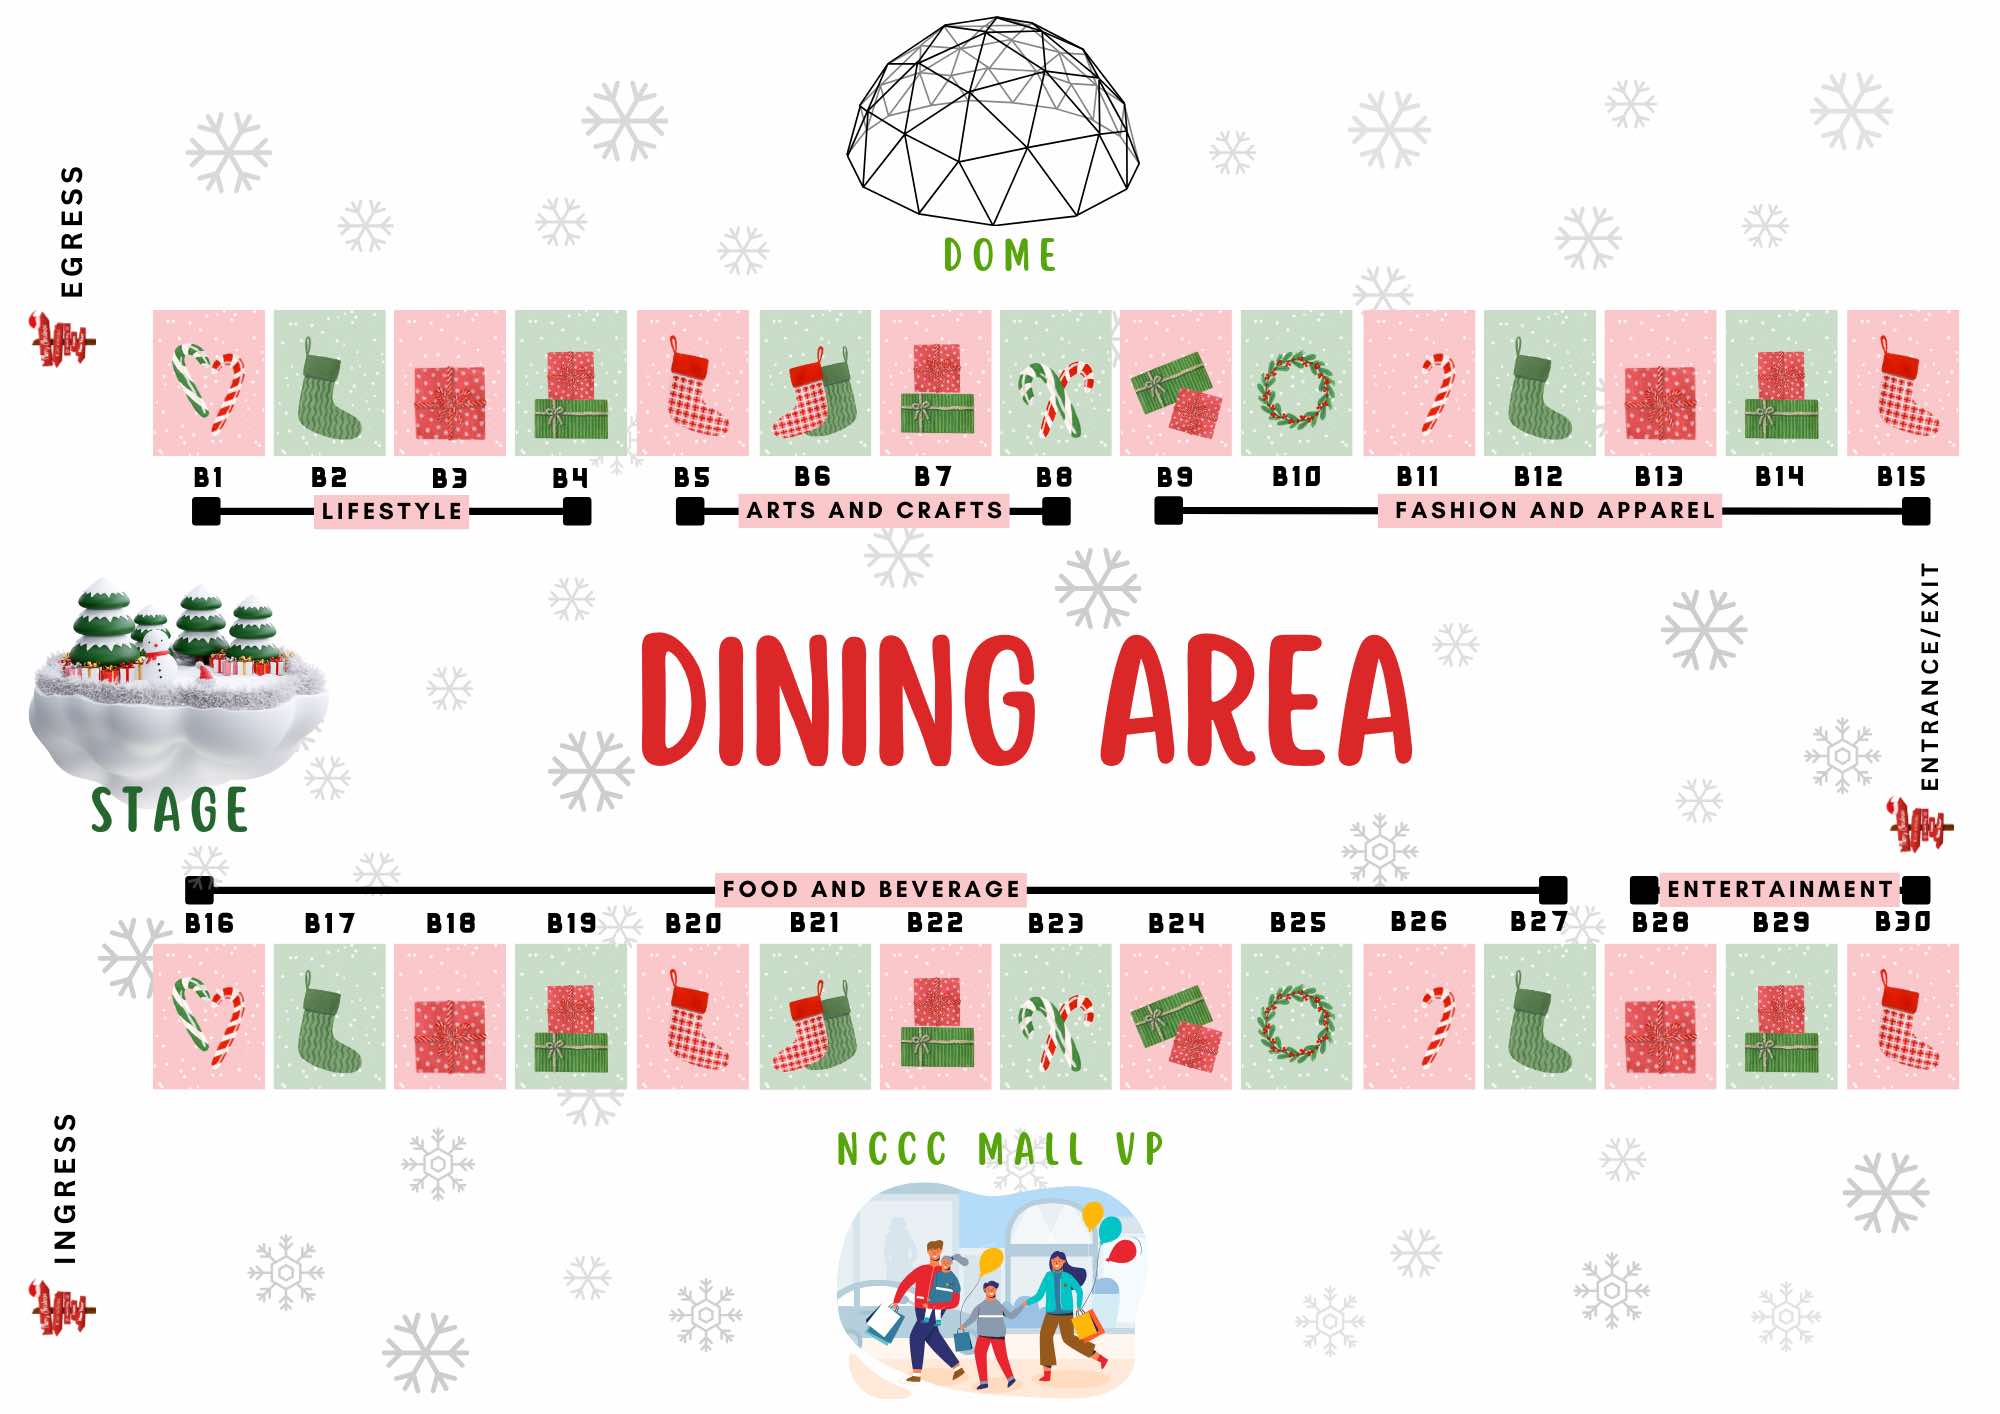 EGRESS
DOME
B1 B2 B3 B4 B5 B6 B7 B8 B9 B10 B11 B12 B13 B14 B15
LIFESTYLE ARTS AND CRAFTS FASHION AND APPAREL
ENTRANCE/EXIT
DINING AREA
STAGE
FOOD AND BEVERAGE ENTERTAINMENT
B16 B17 B18 B19 B20 B21 B22 B23 B24 B25 B26 B27 B28 B29 B30
INGRESS
NCCC MALL VP